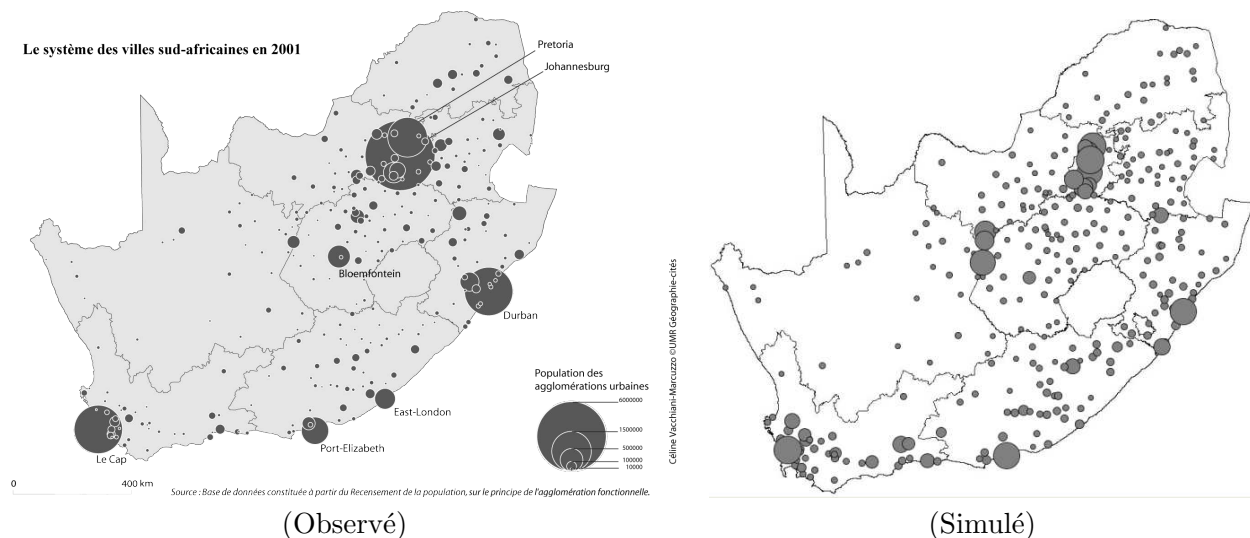 Le système des villes sud-africaines en 2001
Pretoria
Johannesburg
Bloemfontein
Durban
East-London
Port-Elizabeth
Le Cap
Population des
agglomérations urbaines
6000000
1500000
500000
100000
10000
0 400 km
Source : Base de données constituée à partir du Recensement de la population, sur le principe de l'agglomération fonctionnelle.
Céline Vacchiani-Marcuzzo ©UMR Géographie-cités
(Observé)
(Simulé)